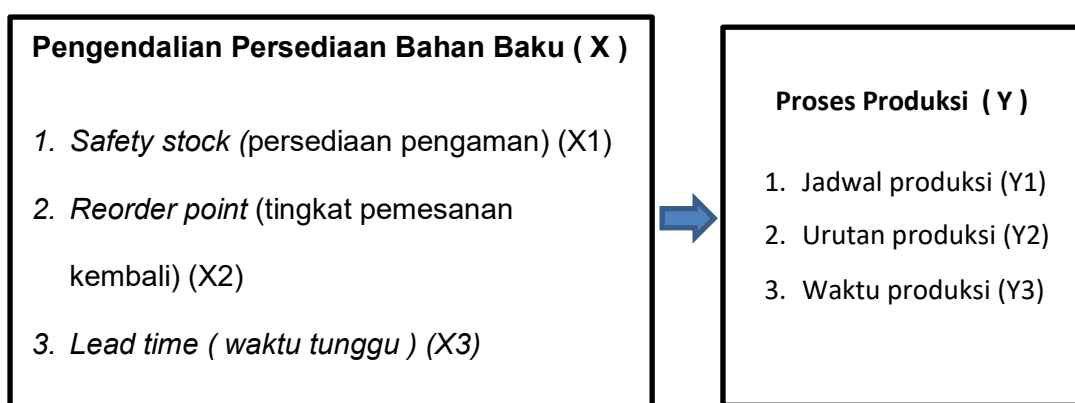 Pengendalian Persediaan Bahan Baku ( X )
1. Safety stock (persediaan pengaman) (X1)
2. Reorder point (tingkat pemesanan
kembali) (X2)
3. Lead time ( waktu tunggu ) (X3)
Proses Produksi ( Y )
1. Jadwal produksi (Y1)
2. Urutan produksi (Y2)
3. Waktu produksi (Y3)